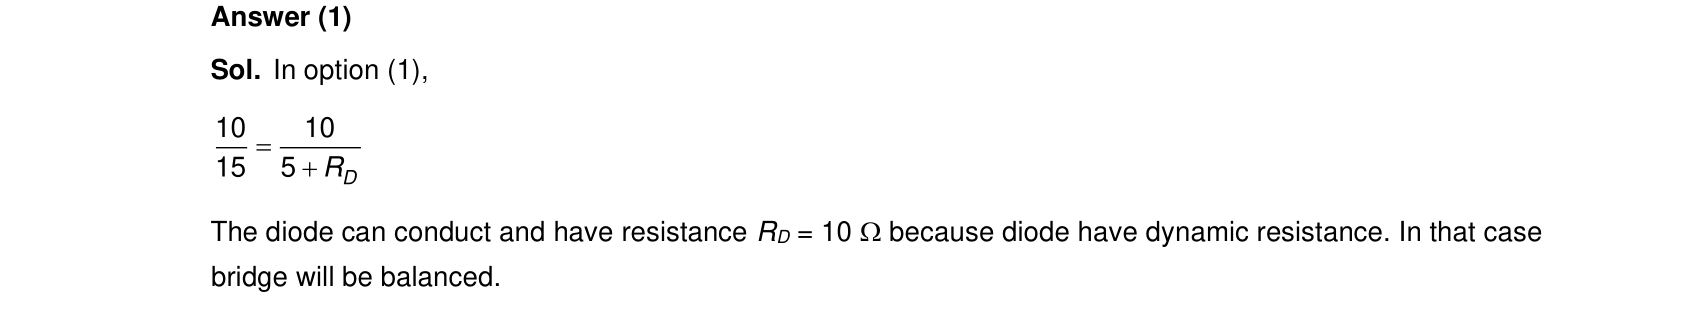 Answer (1)
Sol. In option (1),
10/15 = 10/(5 + R_D)
The diode can conduct and have resistance R_D = 10 Ω because diode have dynamic resistance. In that case
bridge will be balanced.